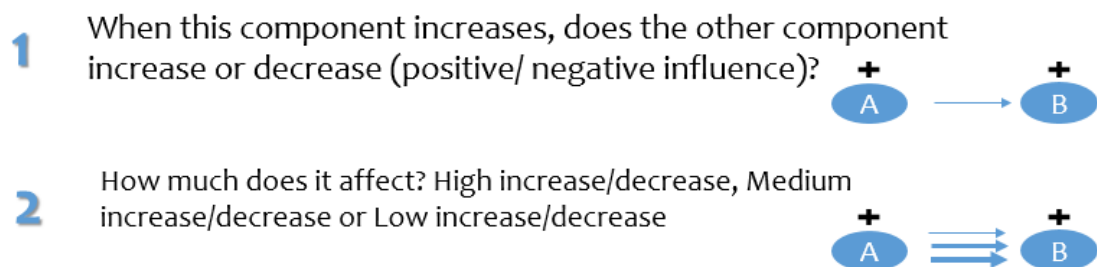 1
When this component increases, does the other component
increase or decrease (positive/ negative influence)?
+ +
A B
2
How much does it affect? High increase/decrease, Medium
increase/decrease or Low increase/decrease
+ +
A B